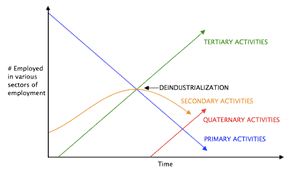 TERTIARY ACTIVITIES
# Employed
in various
sectors of
employment
DEINDUSTRIALIZATION
SECONDARY ACTIVITIES
QUATERNARY ACTIVITIES
PRIMARY ACTIVITIES
Time